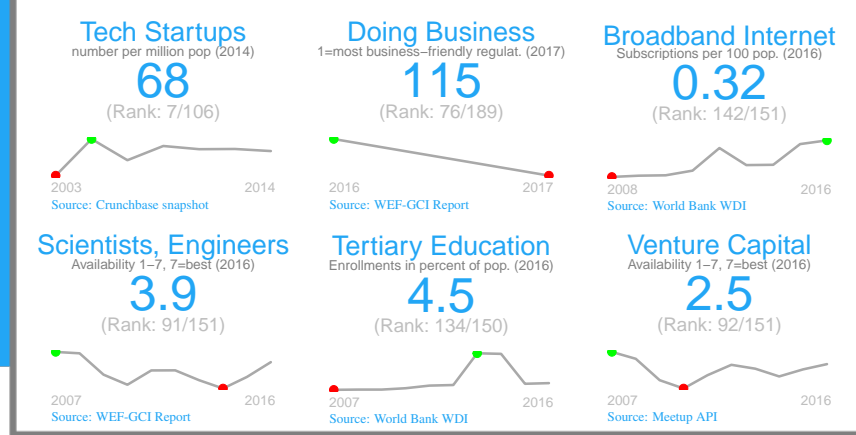 Tech Startups
number per million pop (2014)
68
(Rank: 7/106)
2003 2014
Source: Crunchbase snapshot
Doing Business
1=most business−friendly regulat. (2017)
115
(Rank: 76/189)
2016 2017
Source: WEF-GCI Report
Broadband Internet
Subscriptions per 100 pop. (2016)
0.32
(Rank: 142/151)
2008 2016
Source: World Bank WDI
Scientists, Engineers
Availability 1−7, 7=best (2016)
3.9
(Rank: 91/151)
2007 2016
Source: WEF-GCI Report
Tertiary Education
Enrollments in percent of pop. (2016)
4.5
(Rank: 134/150)
2007 2016
Source: World Bank WDI
Venture Capital
Availability 1−7, 7=best (2016)
2.5
(Rank: 92/151)
2007 2016
Source: Meetup API